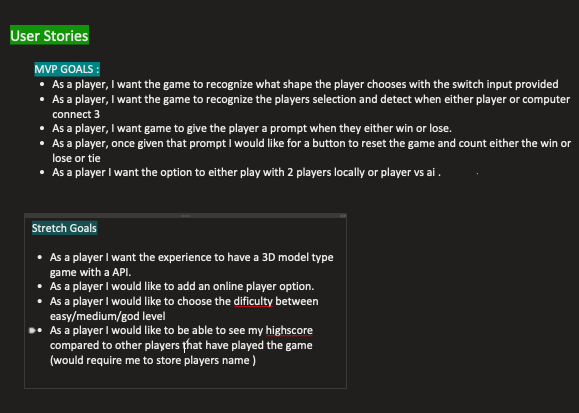 User Stories
MVP GOALS :
• As a player, I want the game to recognize what shape the player chooses with the switch input provided
• As a player, I want the game to recognize the players selection and detect when either player or computer
connect 3
• As a player, I want game to give the player a prompt when they either win or lose.
• As a player, once given that prompt I would like for a button to reset the game and count either the win or
lose or tie
• As a player I want the option to either play with 2 players locally or player vs ai .
Stretch Goals
• As a player I want the experience to have a 3D model type
game with a API.
• As a player I would like to add an online player option.
• As a player I would like to choose the dificulty between
easy/medium/god level
• As a player I would like to be able to see my highscore
compared to other players that have played the game
(would require me to store players name )